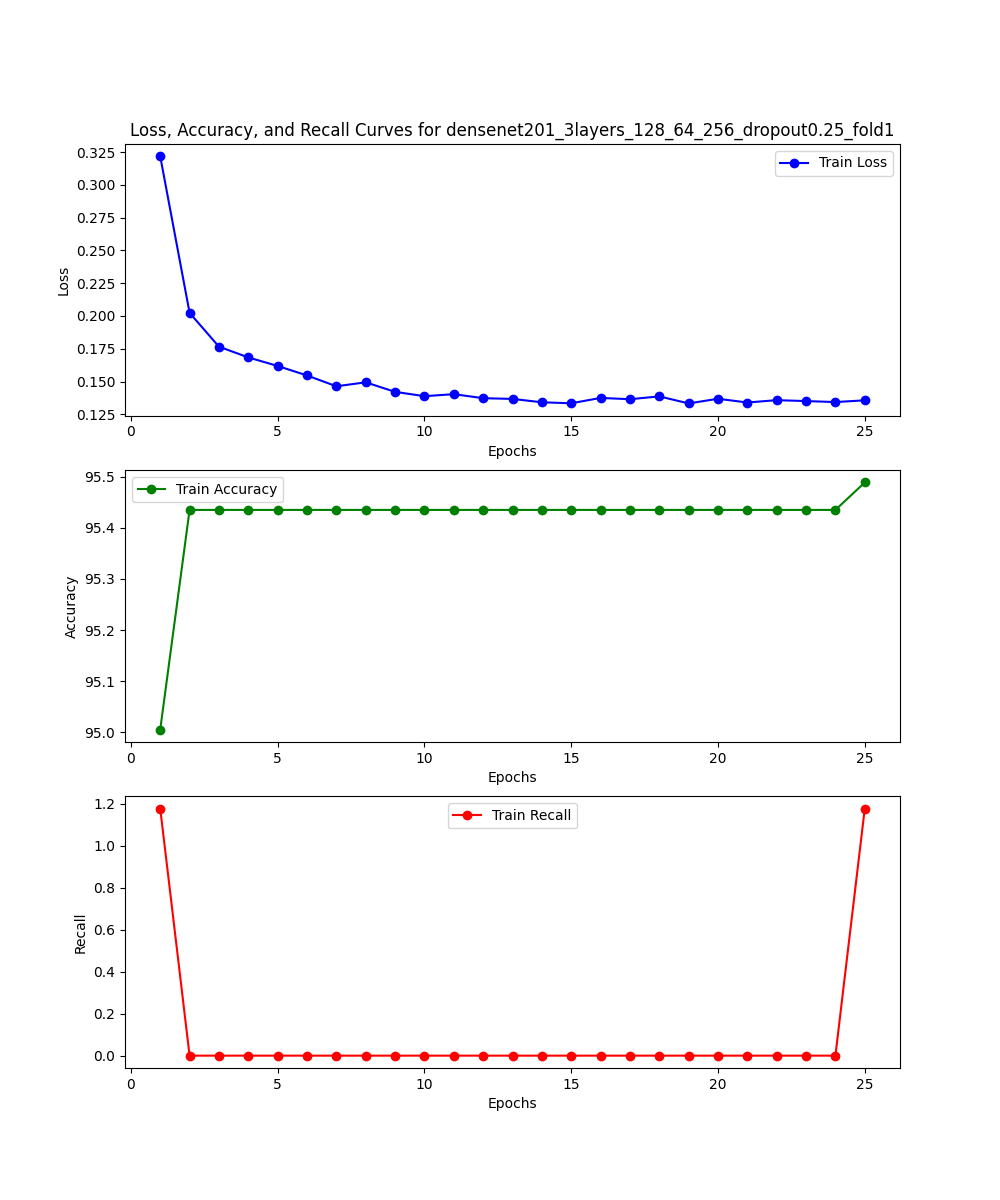 Loss, Accuracy, and Recall Curves for densenet201_3layers_128_64_256_dropout0.25_fold1
0.325
0.300
0.275
0.250
0.225
0.200
0.175
0.150
0.125
Loss
Train Loss
0 5 10 15 20 25
Epochs
95.5
95.4
95.3
95.2
95.1
95.0
Accuracy
Train Accuracy
0 5 10 15 20 25
Epochs
1.2
1.0
0.8
0.6
0.4
0.2
0.0
Recall
Train Recall
0 5 10 15 20 25
Epochs